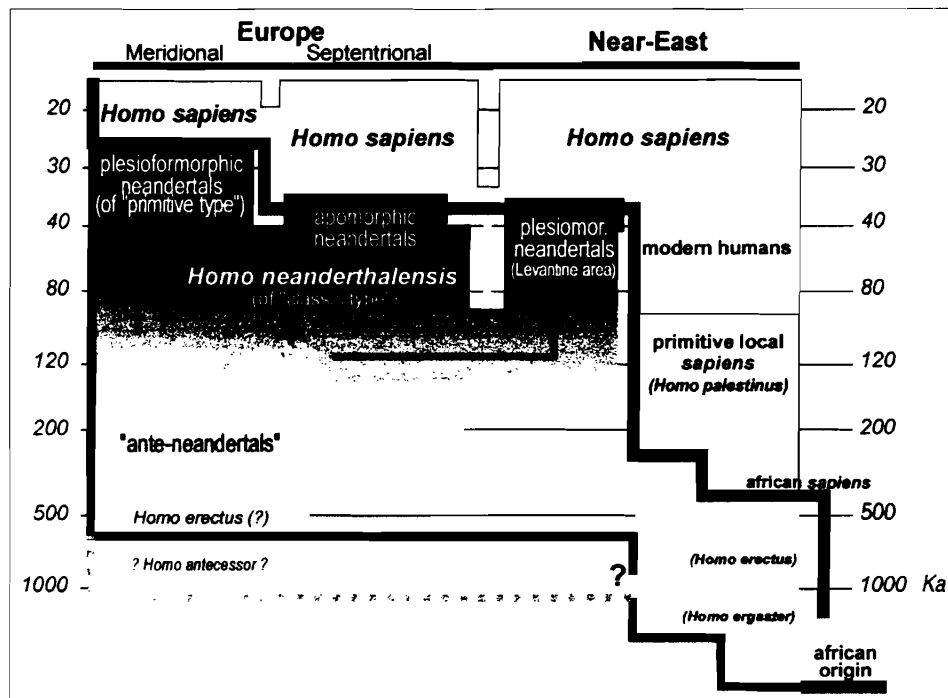 Europe
Near-East
Meridional
Septentrional
20
Homo sapiens
Homo sapiens
Homo sapiens
20
30
plesioformorphic
neandertals
(of "primitive type")
30
40
apomorphic
neandertals
plesiomor.
neandertals
(Levantine area)
40
modern humans
Homo neanderthalensis
(of "classic type")
80
80
primitive local
sapiens
(Homo palestinus)
120
120
200
200
"ante-neandertals"
african sapiens
500
Homo erectus (?)
500
? Homo antecessor ?
(Homo erectus)
?
1000
1000 Ka
(Homo ergaster)
african
origin